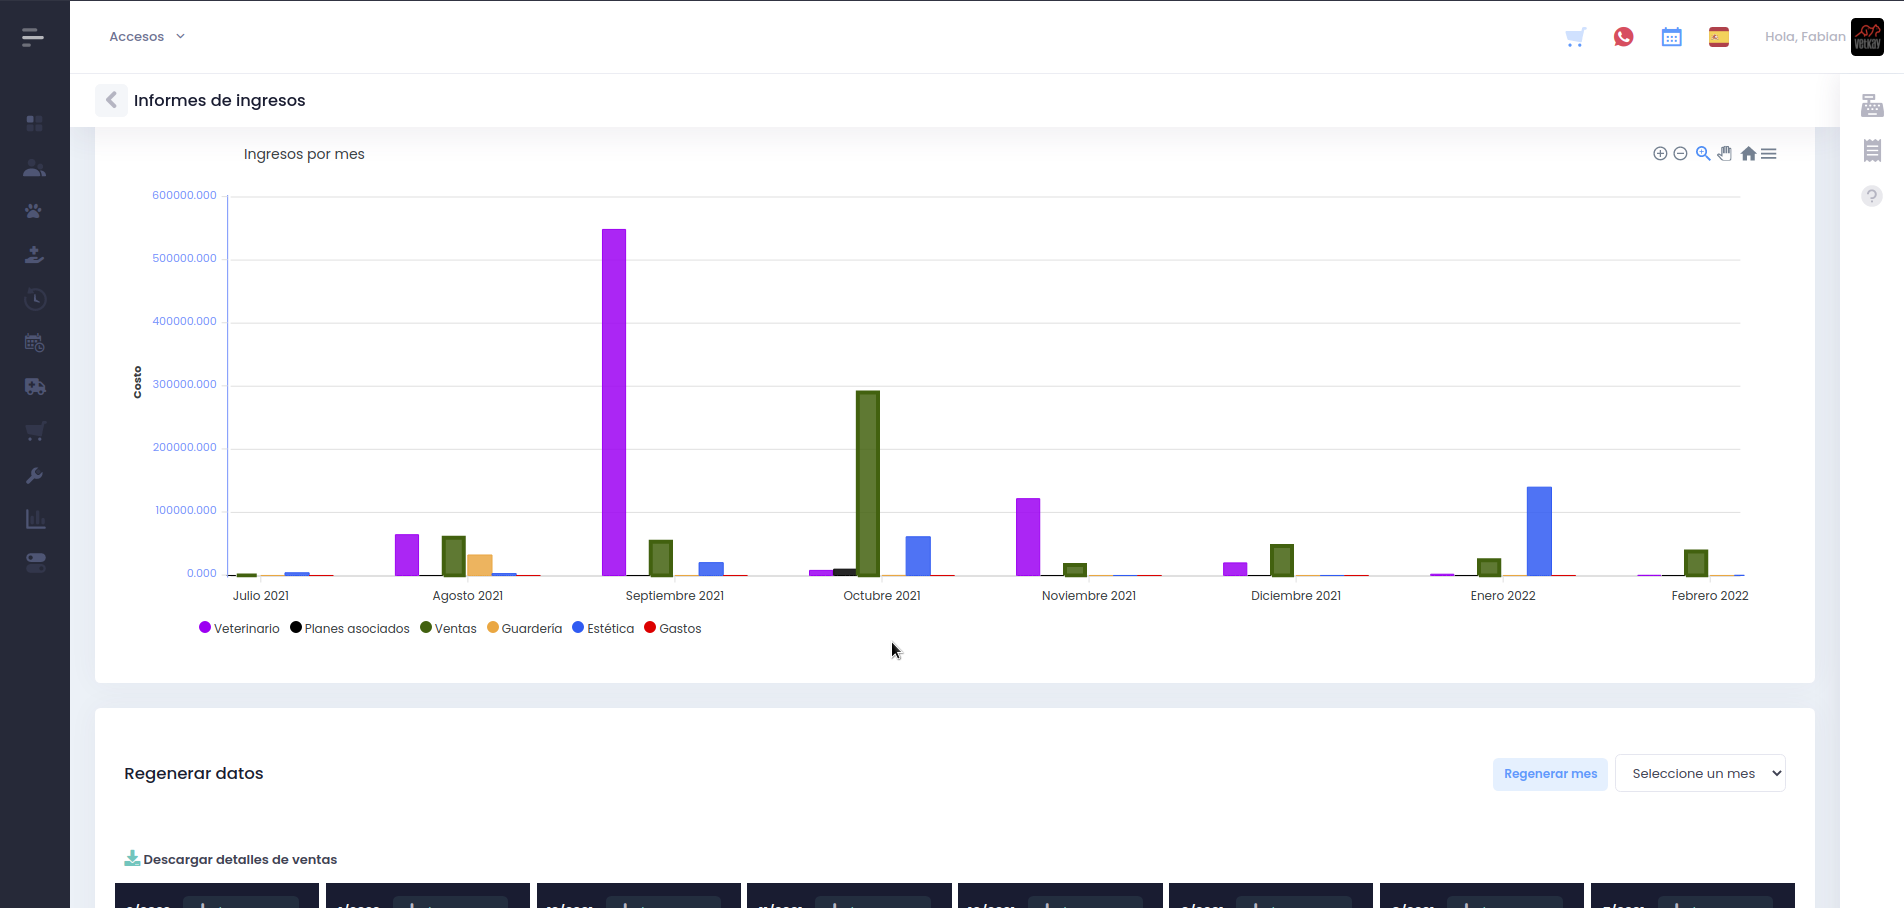 Accesos
Hola, Fabian
vetkay
Informes de ingresos
Ingresos por mes
600000.000
500000.000
400000.000
300000.000
200000.000
100000.000
0.000
Costo
Julio 2021 Agosto 2021 Septiembre 2021 Octubre 2021 Noviembre 2021 Diciembre 2021 Enero 2022 Febrero 2022
Veterinario Planes asociados Ventas Guardería Estética Gastos
Regenerar datos
Regenerar mes
Seleccione un mes
Descargar detalles de ventas